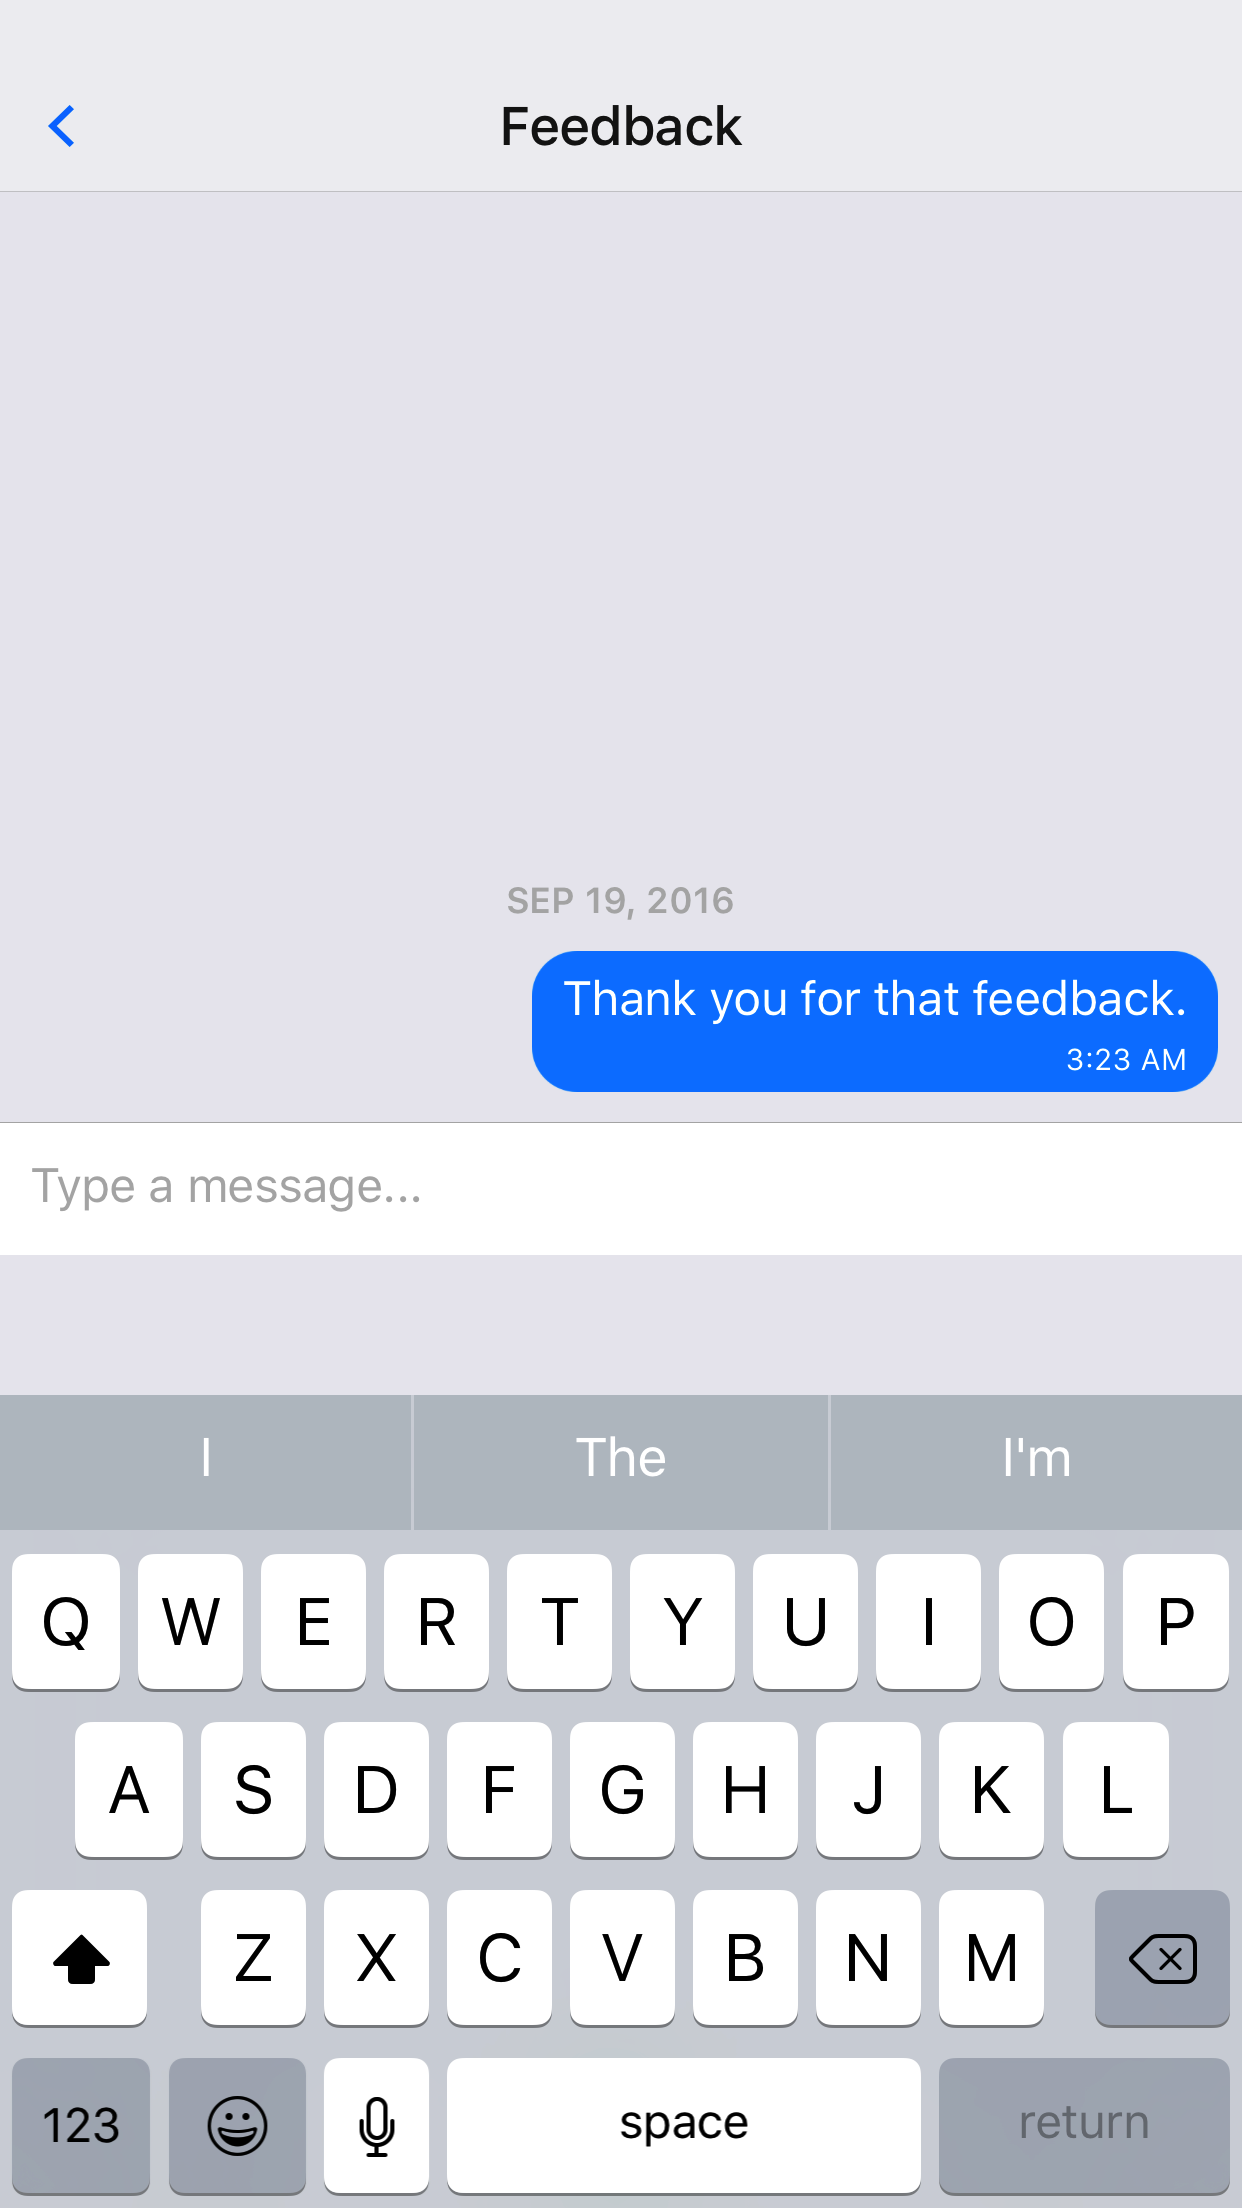 Feedback
SEP 19, 2016
Thank you for that feedback.
3:23 AM
Type a message...
I The I'm
Q W E R T Y U I O P
A S D F G H J K L
Z X C V B N M
123 space return